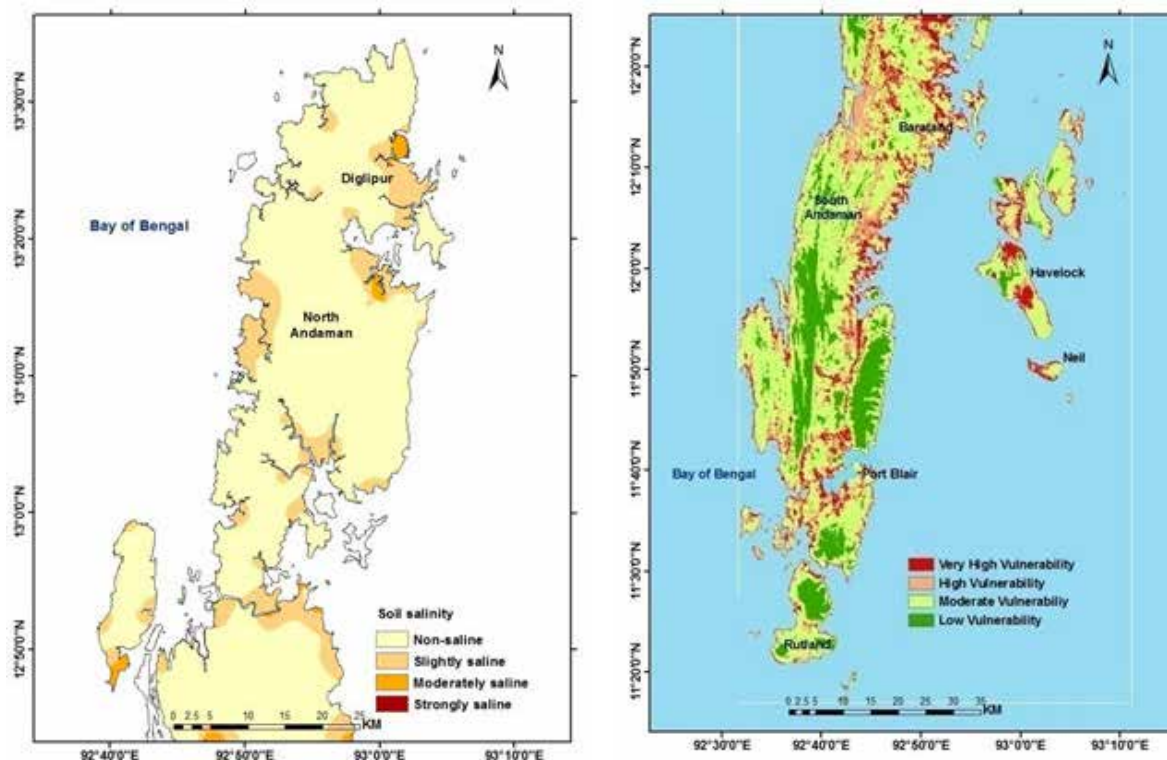 N
13°30'0"N
13°20'0"N
13°10'0"N
13°0'0"N
12°50'0"N
Diglipur
Bay of Bengal
North
Andaman
Soil salinity
Non-saline
Slightly saline
Moderately saline
Strongly saline
0 2.5 5 10 15 20 25
KM
92°40'0"E 92°50'0"E 93°0'0"E 93°10'0"E
N
12°20'0"N
12°10'0"N
12°0'0"N
11°50'0"N
11°40'0"N
11°30'0"N
11°20'0"N
Baratang
South
Andaman
Havelock
Neil
Bay of Bengal
Port Blair
Very High Vulnerability
High Vulnerability
Moderate Vulnerabiliy
Low Vulnerability
Rutland
0 2.5 5 10 15 20 25 30 35
KM
92°30'0"E 92°40'0"E 92°50'0"E 93°0'0"E 93°10'0"E